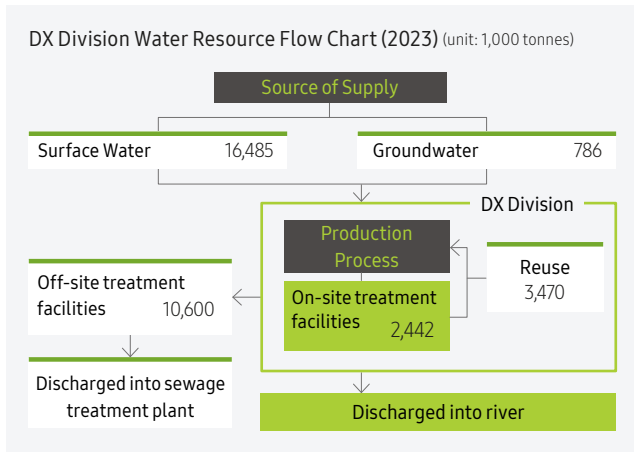 DX Division Water Resource Flow Chart (2023) (unit: 1,000 tonnes)
Source of Supply
Surface Water 16,485
Groundwater 786
DX Division
Production
Process
Reuse
3,470
On-site treatment
facilities
2,442
Off-site treatment
facilities 10,600
Discharged into sewage
treatment plant
Discharged into river